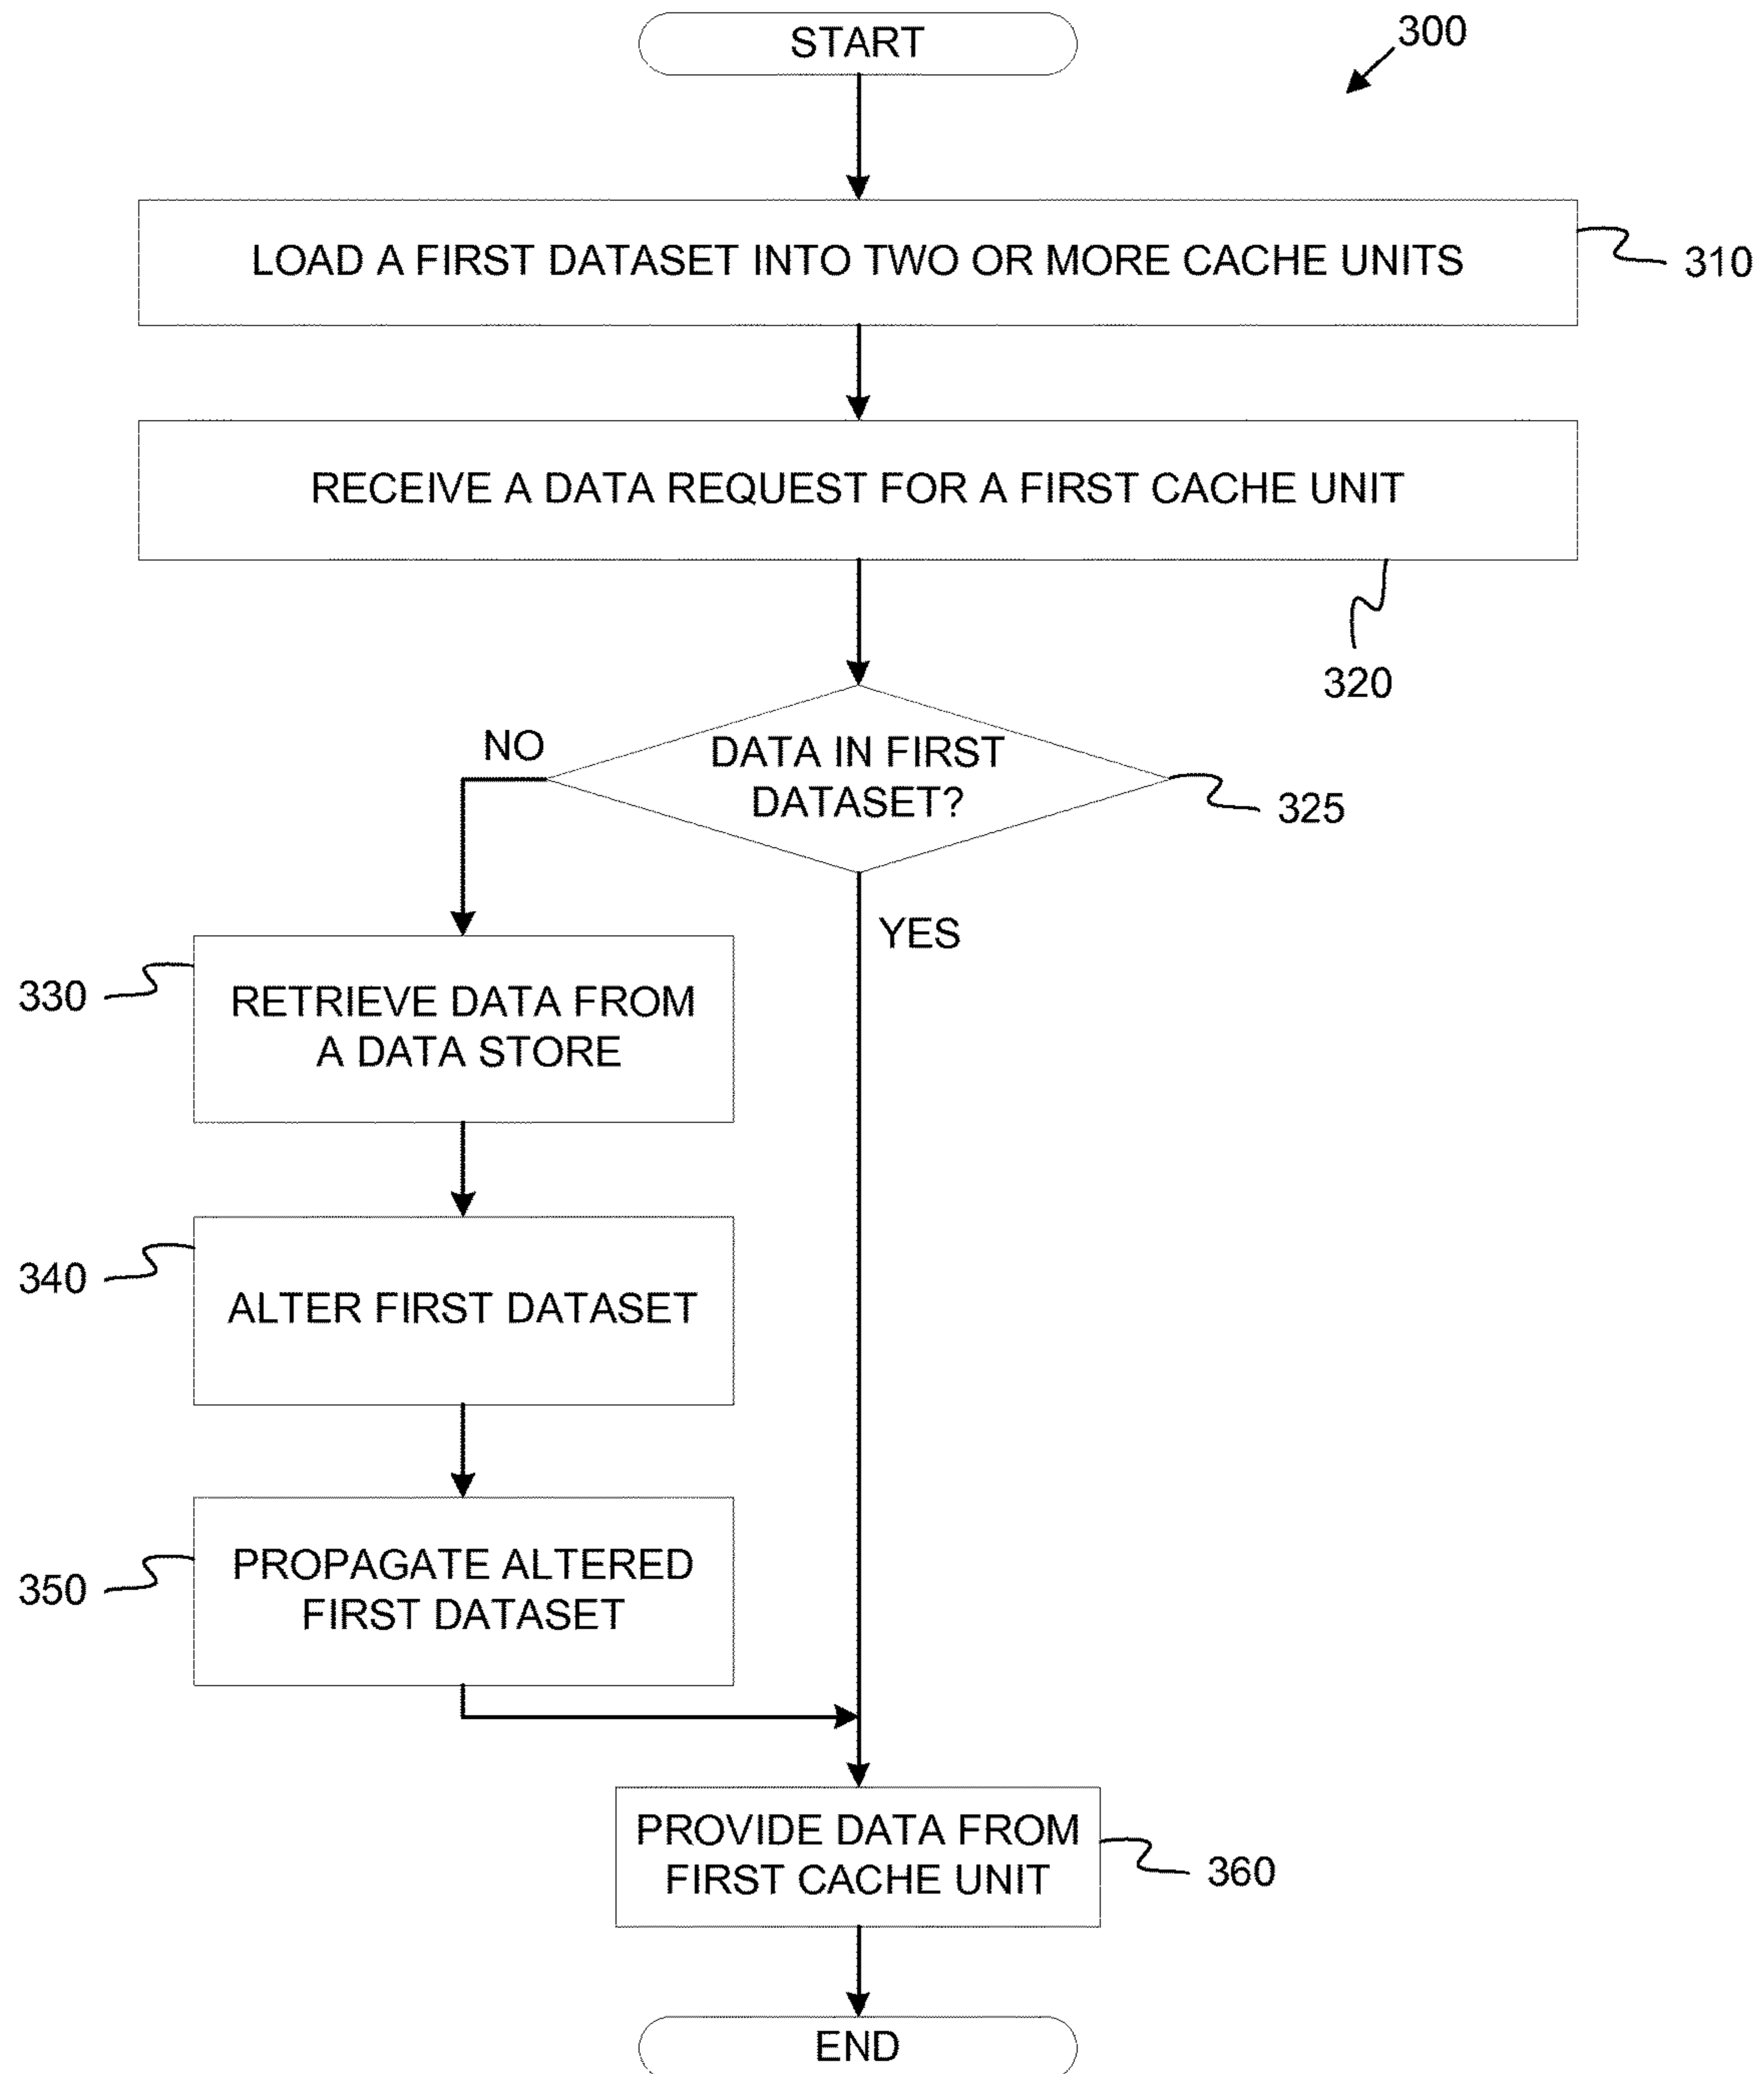 START
300
LOAD A FIRST DATASET INTO TWO OR MORE CACHE UNITS
310
RECEIVE A DATA REQUEST FOR A FIRST CACHE UNIT
320
NO
DATA IN FIRST
DATASET?
325
YES
330
RETRIEVE DATA FROM
A DATA STORE
340
ALTER FIRST DATASET
350
PROPAGATE ALTERED
FIRST DATASET
PROVIDE DATA FROM
FIRST CACHE UNIT
360
END